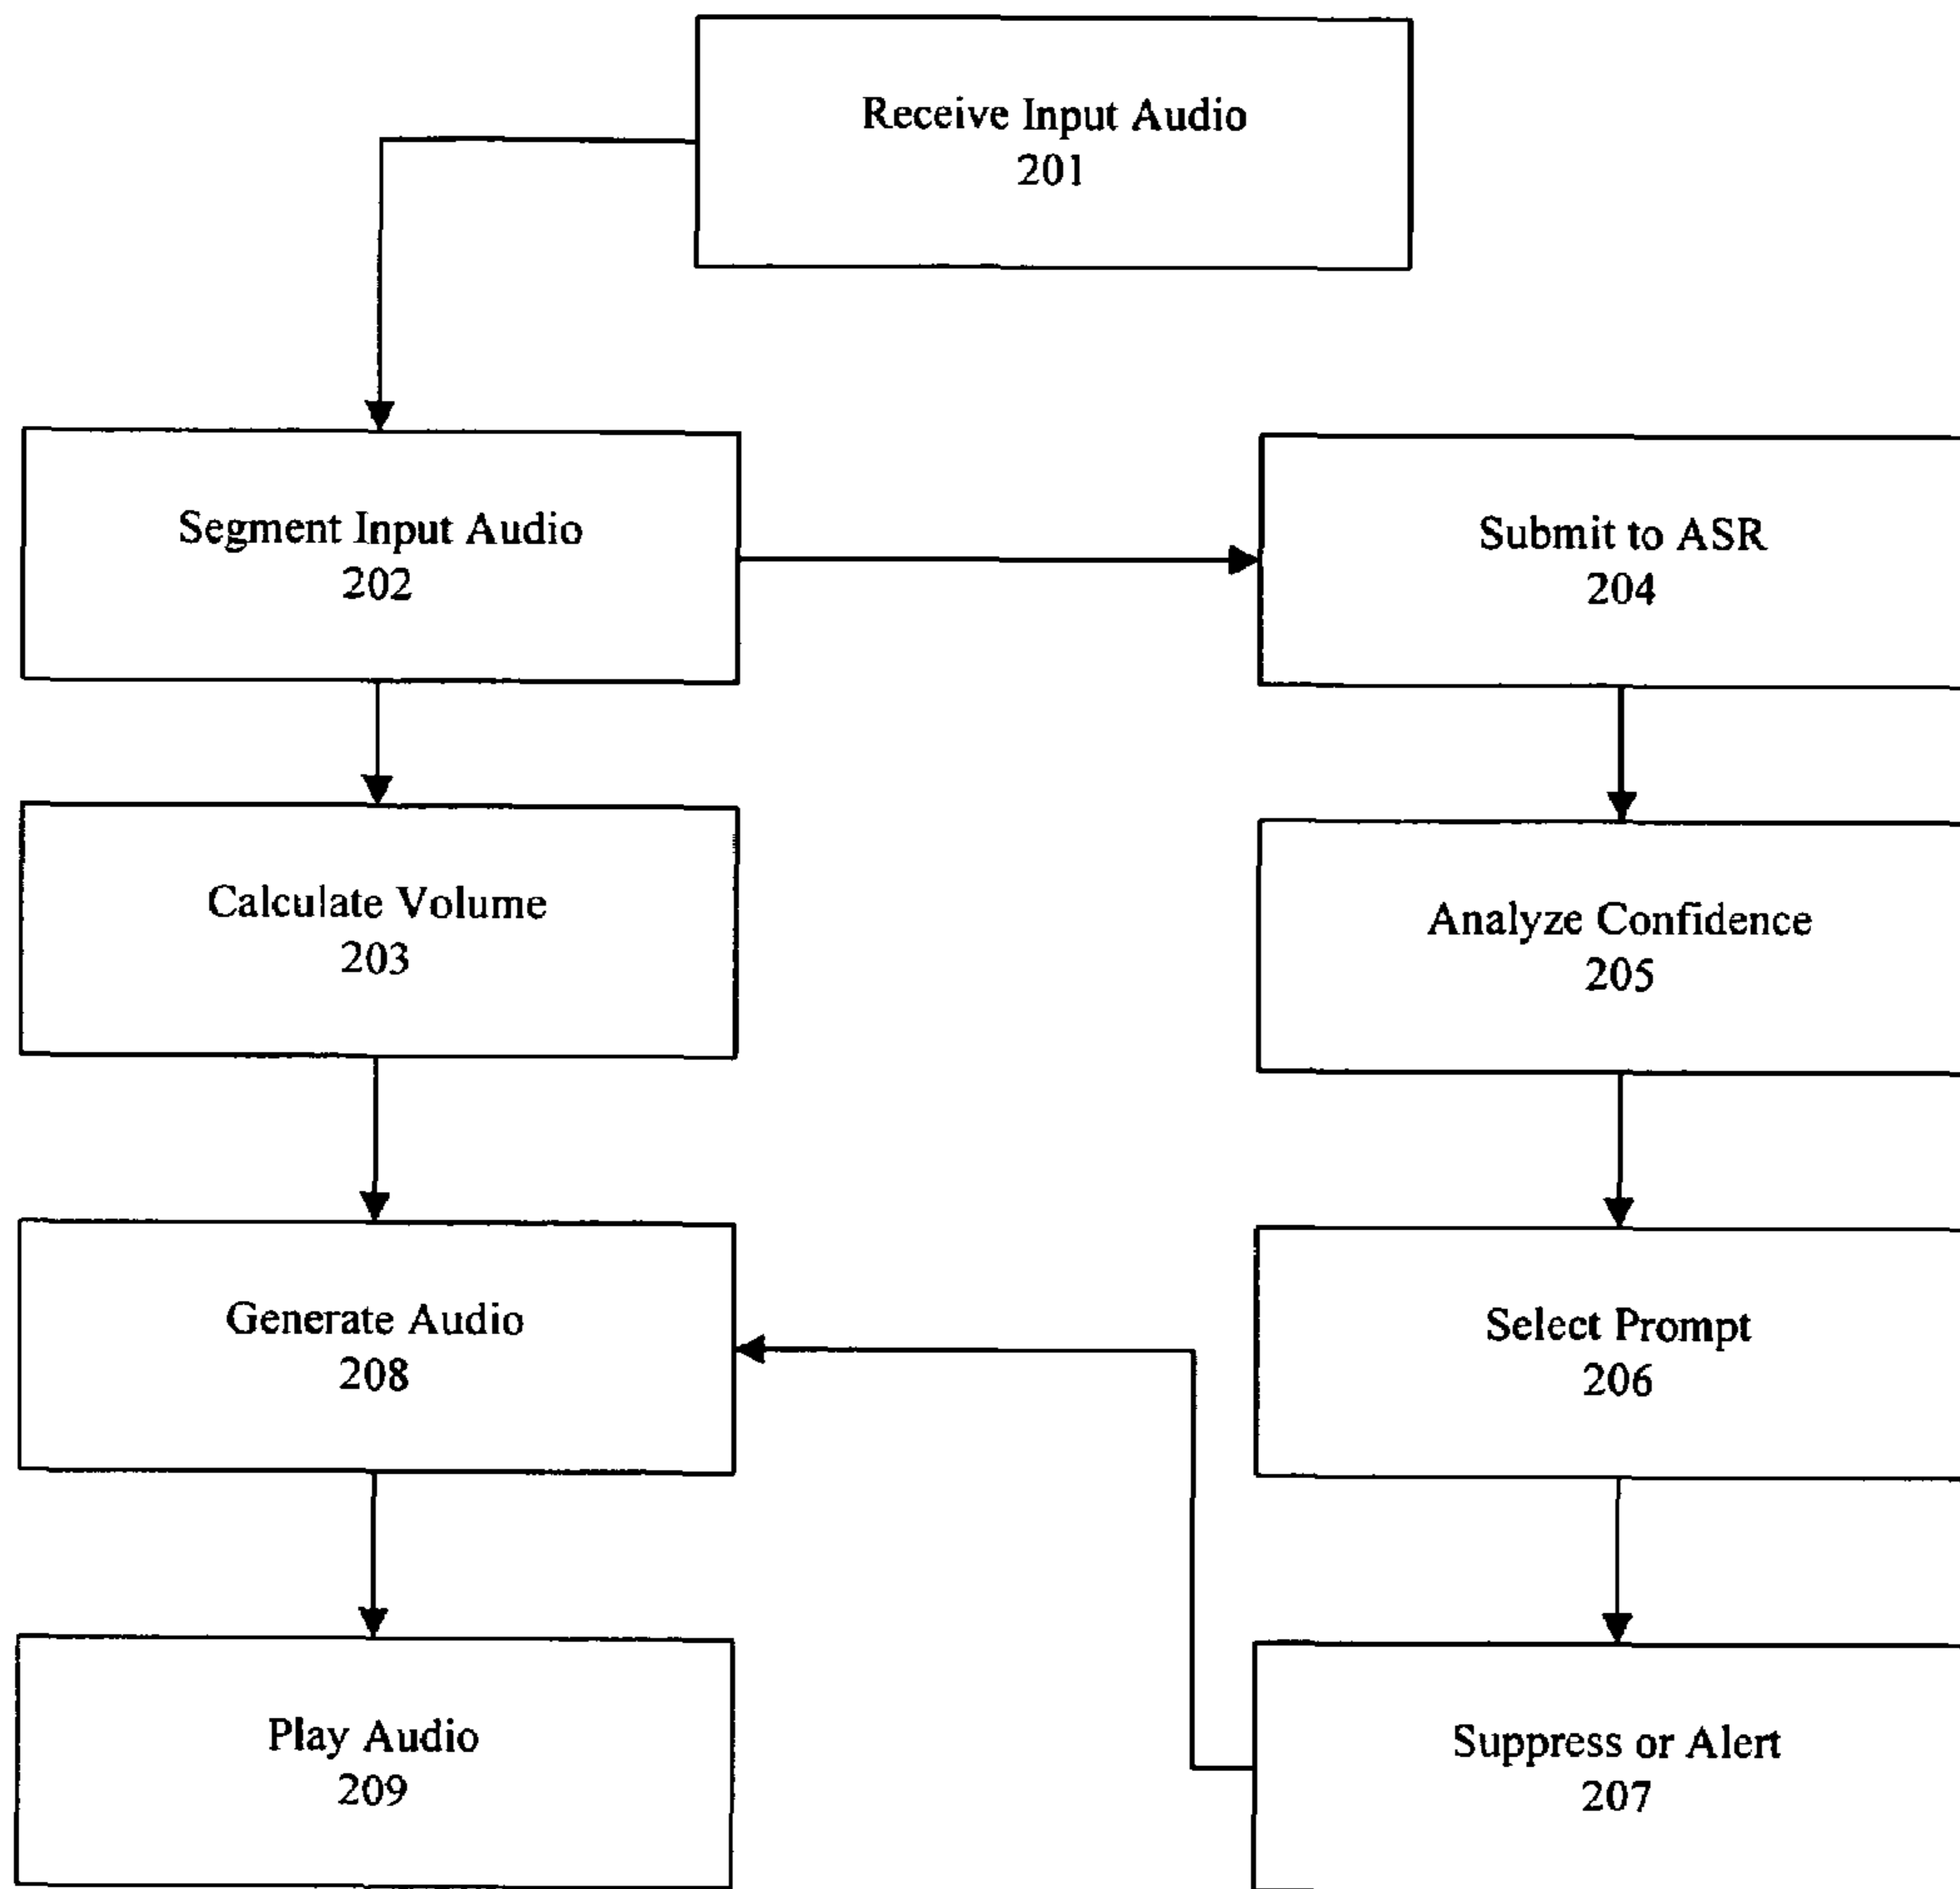 Receive Input Audio
201
Segment Input Audio
202
Submit to ASR
204
Calculate Volume
203
Analyze Confidence
205
Generate Audio
208
Select Prompt
206
Play Audio
209
Suppress or Alert
207